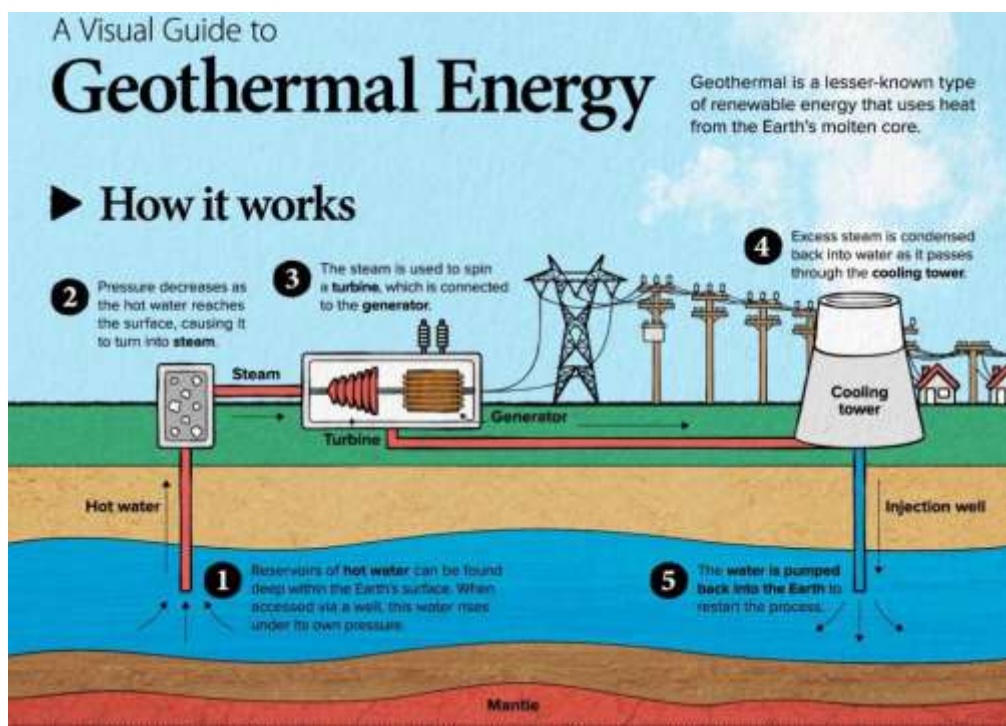 A Visual Guide to
Geothermal Energy
Geothermal is a lesser-known type
of renewable energy that uses heat
from the Earth's molten core.
▶ How it works
2
Pressure decreases as
the hot water reaches
the surface, causing it
to turn into steam.
3
The steam is used to spin
a turbine, which is connected
to the generator.
4
Excess steam is condensed
back into water as it passes
through the cooling tower.
Steam
Turbine
Generator
Cooling
tower
Hot water
Injection well
1
Reservoirs of hot water can be found
deep within the Earth's surface. When
accessed via a well, this water rises
under its own pressure.
5
The water is pumped
back into the Earth to
restart the process.
Mantle